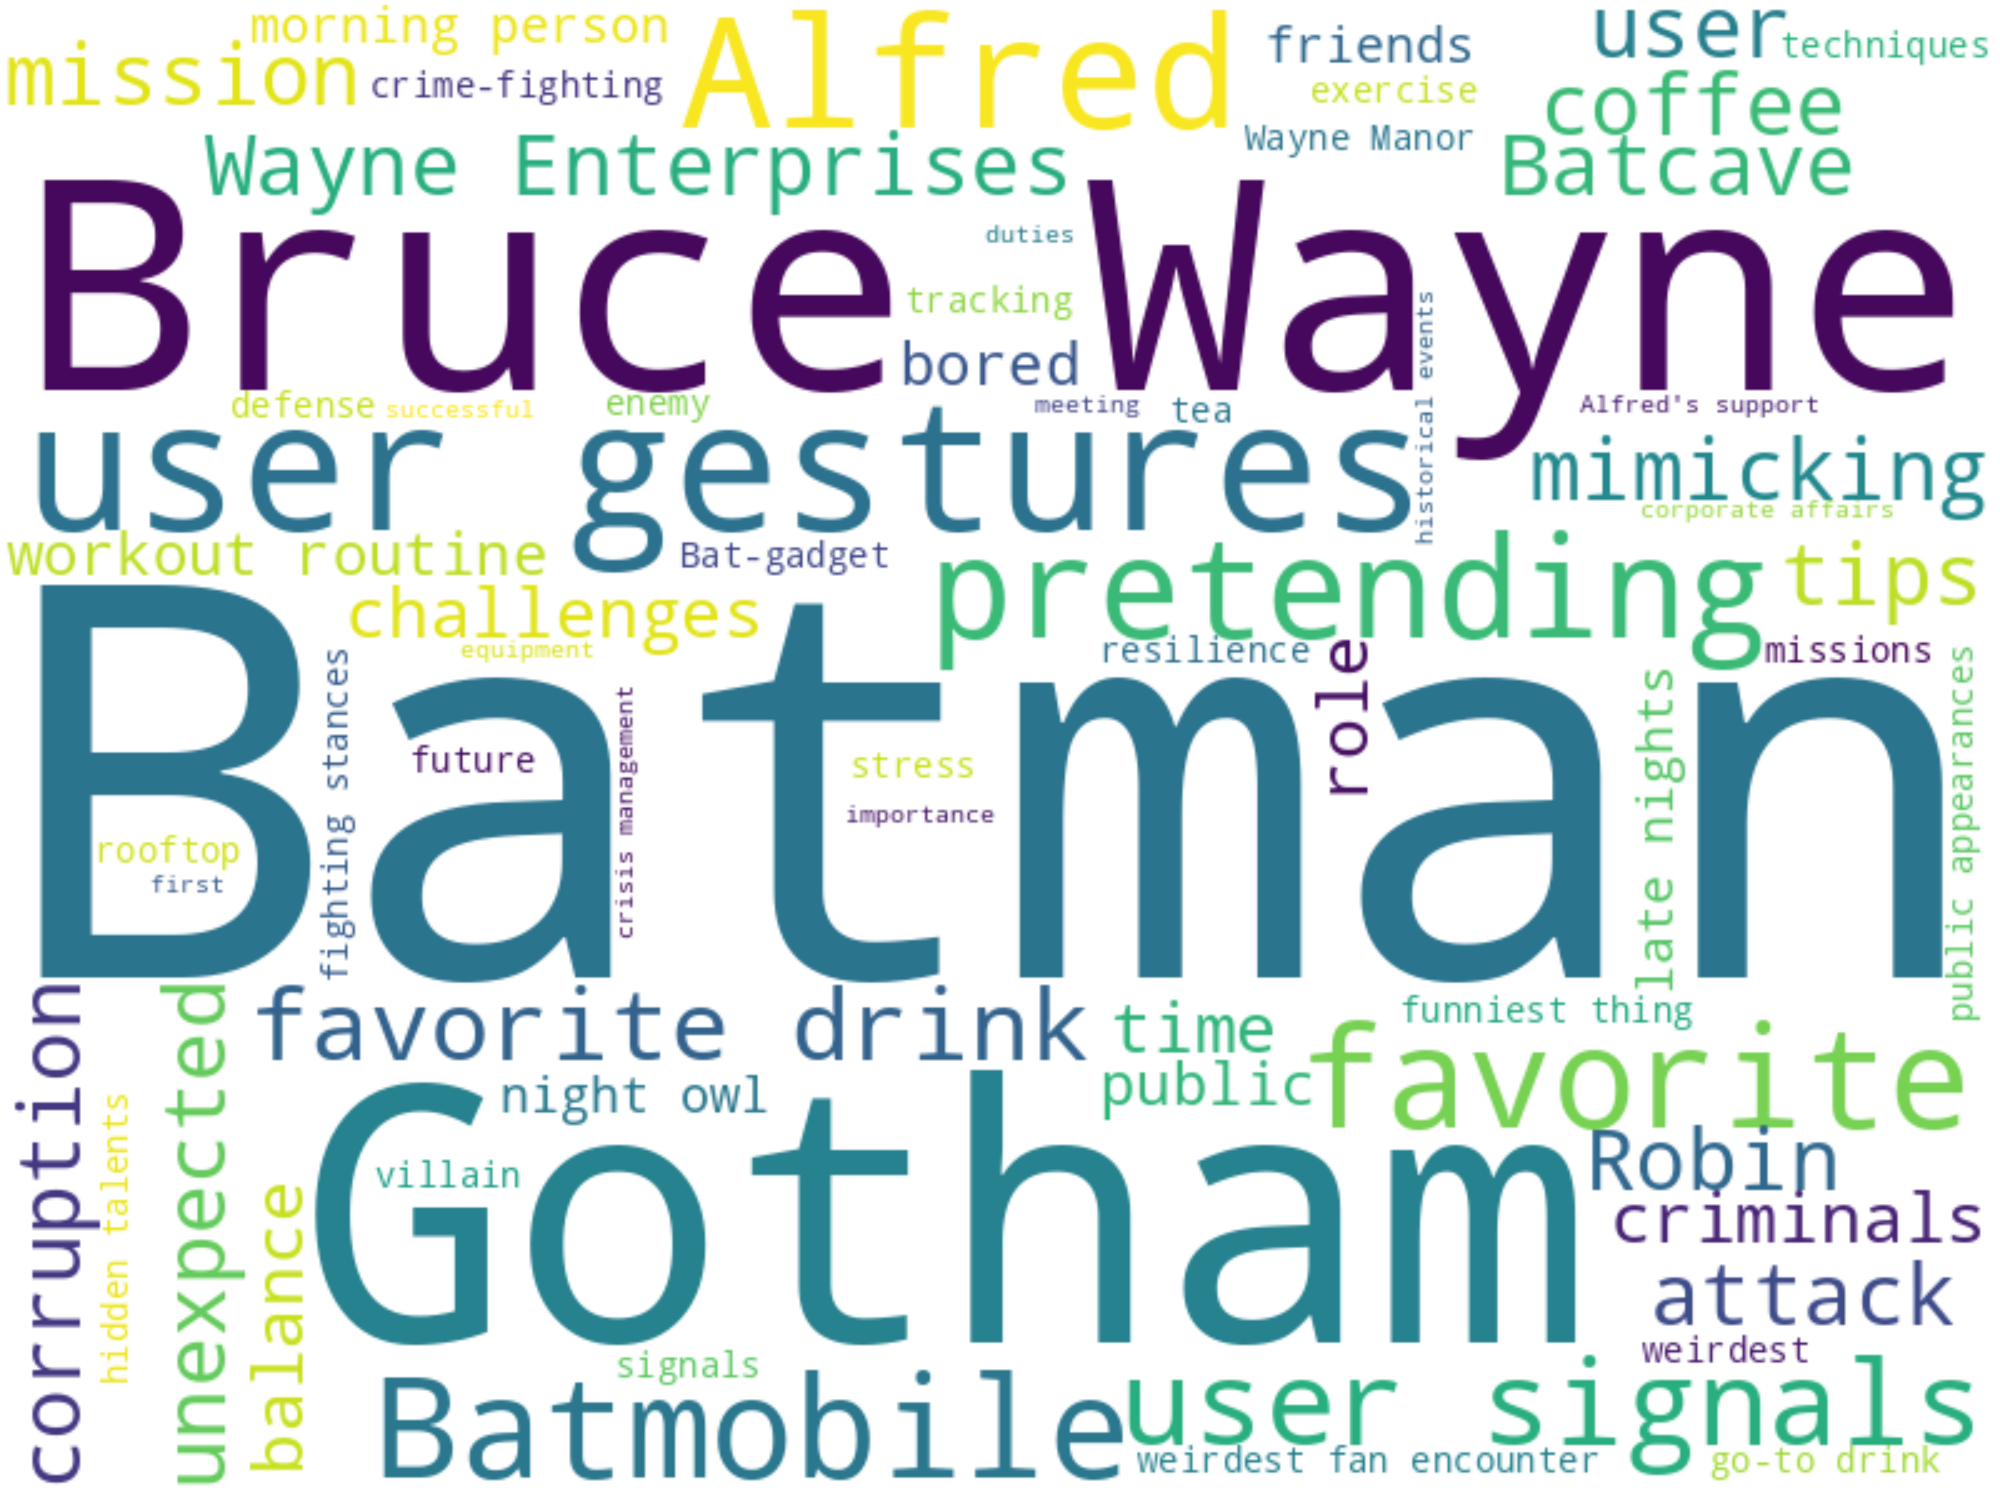 morning person
mission
crime-fighting
Alfred
friends
exercise
Wayne Manor
user
techniques
coffee
Batcave
Wayne Enterprises
Bruce Wayne
duties
tracking
bored
historical events
defense
successful
enemy
meeting
tea
Alfred's support
user gestures
mimicking
corporate affairs
workout routine
Bat-gadget
pretending
tips
challenges
equipment
resilience
role
missions
Batman
fighting stances
future
crisis management
stress
importance
late nights
public appearances
rooftop
first
corruption
unexpected
favorite drink
time
funniest thing
public
favorite
night owl
hidden talents
balance
villain
Gotham
Robin
criminals
attack
weirdest
signals
Batmobile
user signals
weirdest fan encounter
go-to drink